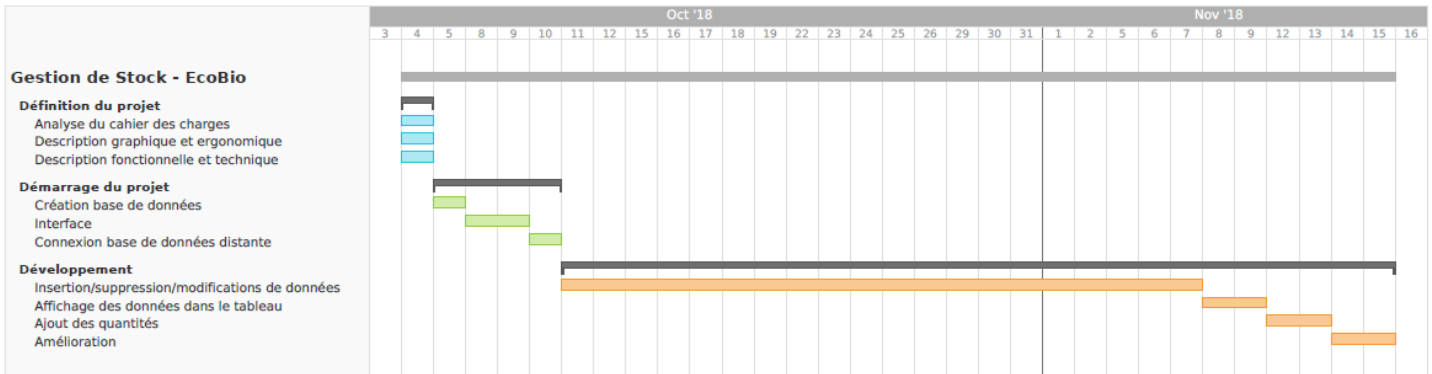 Oct '18 Nov '18
3 4 5 8 9 10 11 12 15 16 17 18 19 22 23 24 25 26 29 30 31 1 2 5 6 7 8 9 12 13 14 15 16
Gestion de Stock - EcoBio
Définition du projet
Analyse du cahier des charges
Description graphique et ergonomique
Description fonctionnelle et technique
Démarrage du projet
Création base de données
Interface
Connexion base de données distante
Développement
Insertion/suppression/modifications de données
Affichage des données dans le tableau
Ajout des quantités
Amélioration